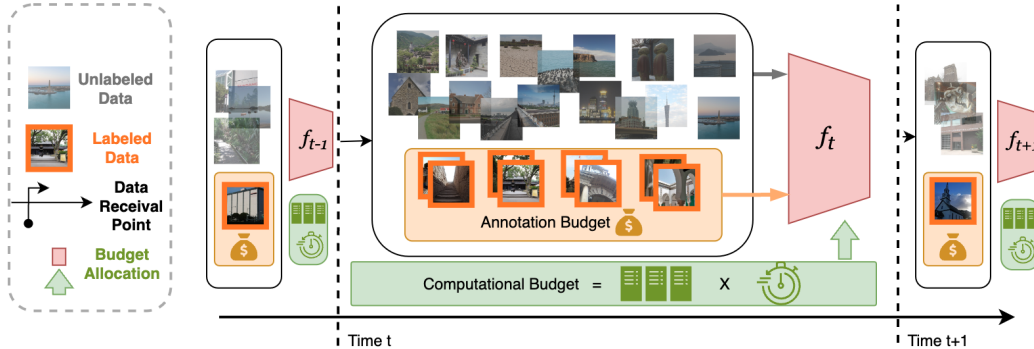 Unlabeled
Data
Labeled
Data
Data
Receival
Point
Budget
Allocation
$
f_{t-1}
f_t
Annotation Budget $
Computational Budget = X
f_{t+1}
$
Time t
Time t+1